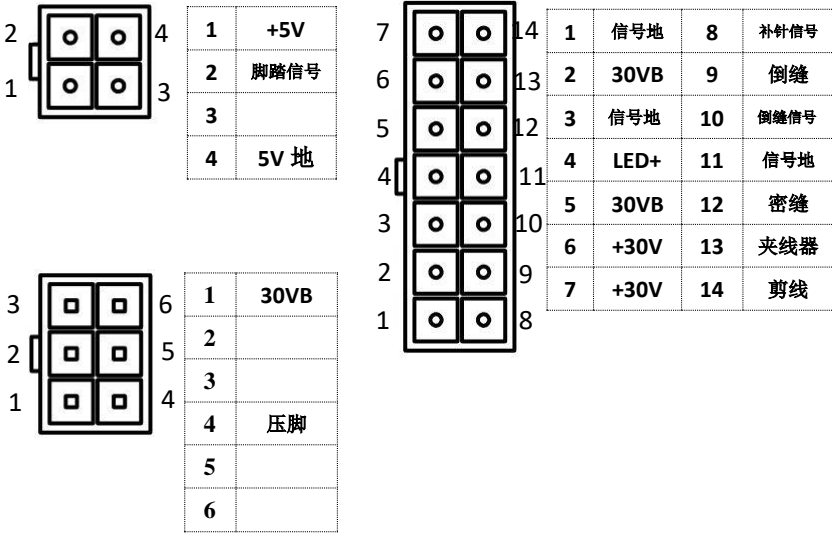 2 4
1 3
1 +5V
2 脚踏信号
3
4 5V 地
7 14
6 13
5 12
4 11
3 10
2 9
1 8
1 信号地 8 补针信号
2 30VB 9 倒缝
3 信号地 10 倒缝信号
4 LED+ 11 信号地
5 30VB 12 密缝
6 +30V 13 夹线器
7 +30V 14 剪线
3 6
2 5
1 4
1 30VB
2
3
4 压脚
5
6